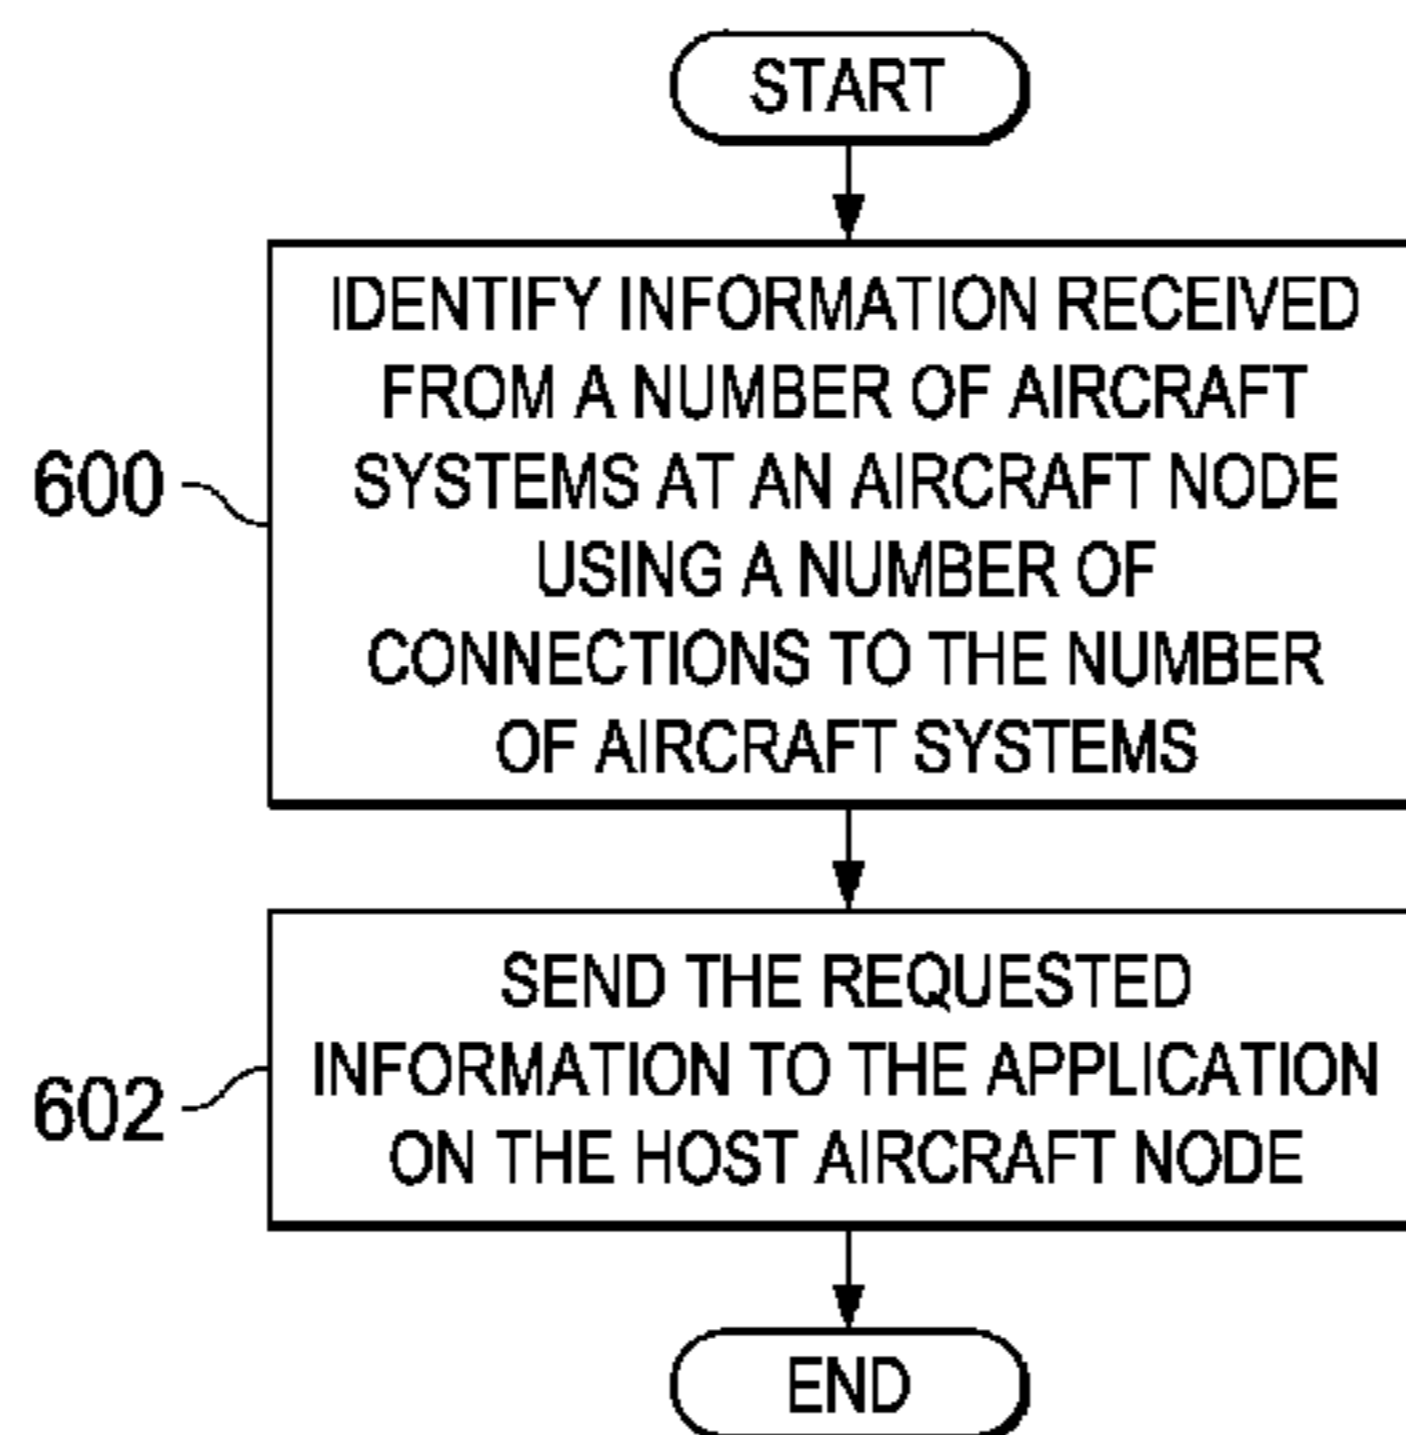 START
IDENTIFY INFORMATION RECEIVED
FROM A NUMBER OF AIRCRAFT
SYSTEMS AT AN AIRCRAFT NODE
USING A NUMBER OF
CONNECTIONS TO THE NUMBER
OF AIRCRAFT SYSTEMS
600
SEND THE REQUESTED
INFORMATION TO THE APPLICATION
ON THE HOST AIRCRAFT NODE
602
END